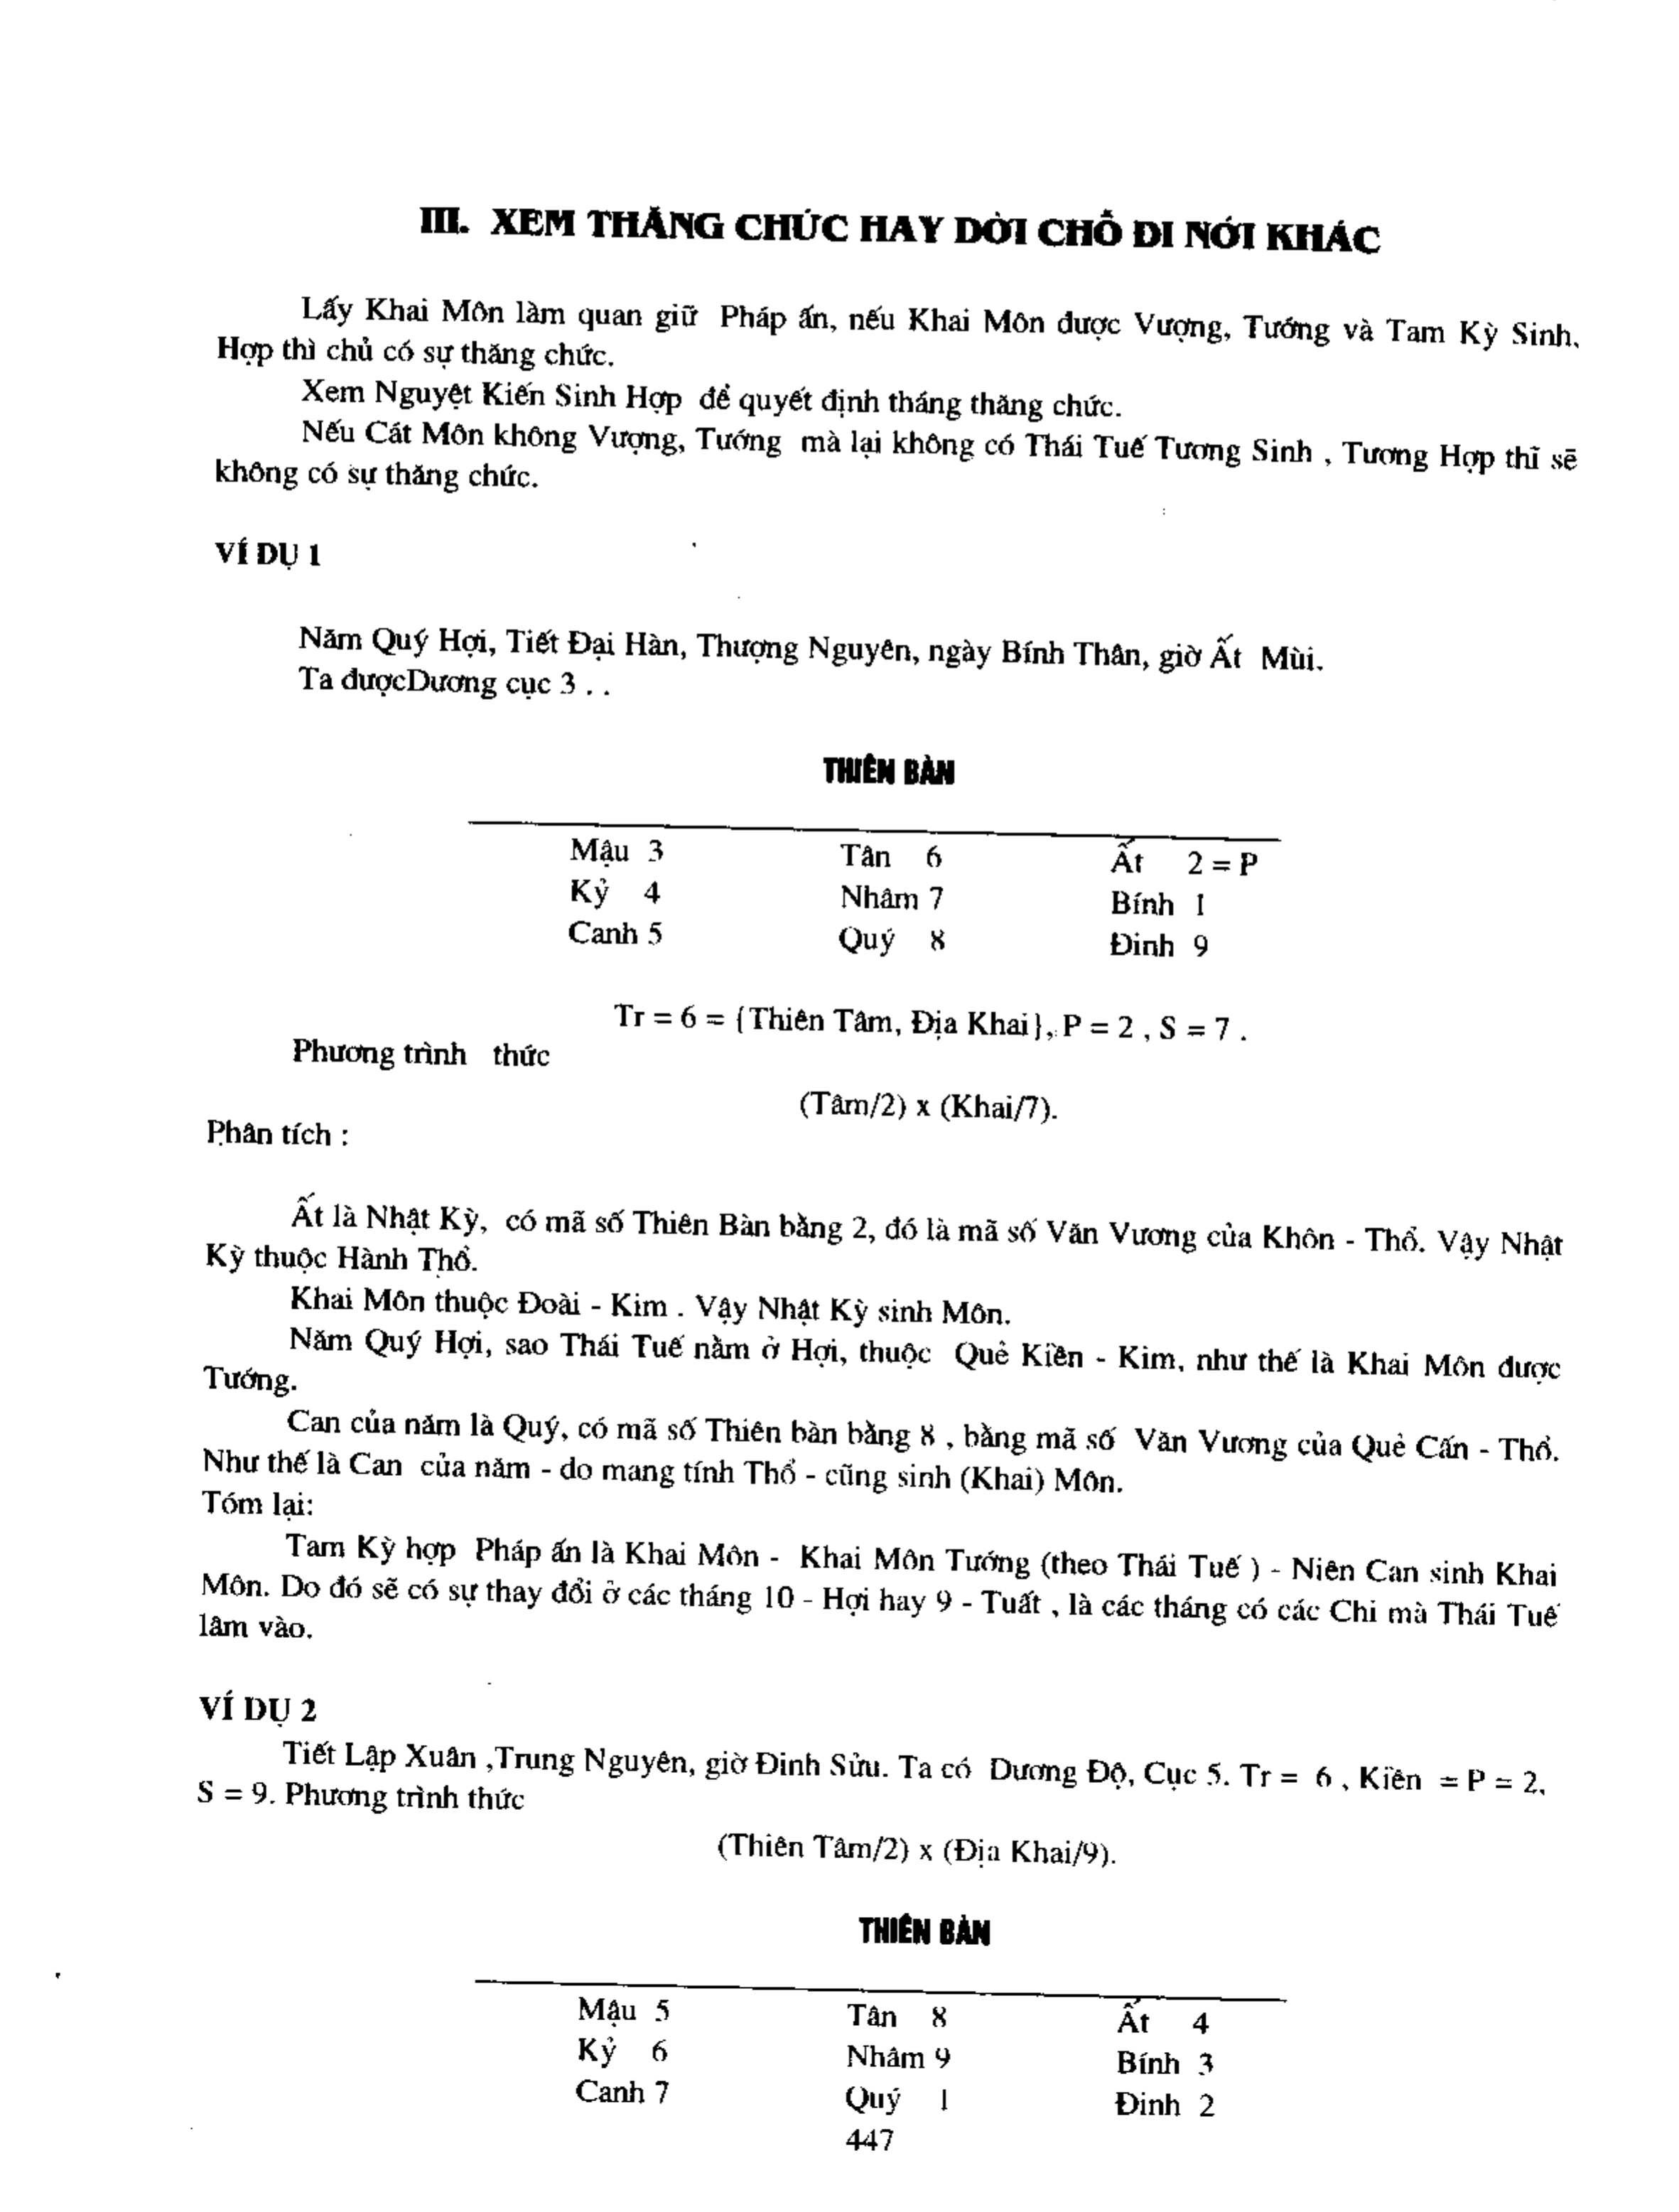 III. XEM THĂNG CHỨC HAY DỜI CHỖ ĐI NỚI KHÁC
Lấy Khai Môn làm quan giữ Pháp ấn, nếu Khai Môn được Vượng, Tướng và Tam Kỳ Sinh,
Hợp thì chủ có sự thăng chức.
Xem Nguyệt Kiến Sinh Hợp để quyết định tháng thăng chức.
Nếu Cát Môn không Vượng, Tướng mà lại không có Thái Tuế Tương Sinh , Tương Hợp thì sẽ
không có sự thăng chức.
VÍ DỤ 1
Năm Quý Hợi, Tiết Đại Hàn, Thượng Nguyên, ngày Bính Thân, giờ Ất Mùi.
Ta đượcDương cục 3 . .
THIÊN BÀN
Mậu 3 Tân 6 Ất 2 = P
Kỷ 4 Nhâm 7 Bính 1
Canh 5 Quý 8 Đinh 9
Tr = 6 = {Thiên Tâm, Địa Khai}, P = 2 , S = 7 .
Phương trình thức
(Tâm/2) x (Khai/7).
Phân tích :
Ất là Nhật Kỳ, có mã số Thiên Bàn bằng 2, đó là mã số Văn Vương của Khôn - Thổ. Vậy Nhật
Kỳ thuộc Hành Thổ.
Khai Môn thuộc Đoài - Kim . Vậy Nhật Kỳ sinh Môn.
Năm Quý Hợi, sao Thái Tuế nằm ở Hợi, thuộc Quẻ Kiền - Kim, như thế là Khai Môn được
Tướng.
Can của năm là Quý, có mã số Thiên bàn bằng 8 , bằng mã số Văn Vương của Quẻ Cấn - Thổ.
Như thế là Can của năm - do mang tính Thổ - cũng sinh (Khai) Môn.
Tóm lại:
Tam Kỳ hợp Pháp ấn là Khai Môn - Khai Môn Tướng (theo Thái Tuế ) - Niên Can sinh Khai
Môn. Do đó sẽ có sự thay đổi ở các tháng 10 - Hợi hay 9 - Tuất , là các tháng có các Chi mà Thái Tuế
lâm vào.
VÍ DỤ 2
Tiết Lập Xuân ,Trung Nguyên, giờ Đinh Sửu. Ta có Dương Độ, Cục 5. Tr = 6 , Kiền = P = 2,
S = 9. Phương trình thức
(Thiên Tâm/2) x (Địa Khai/9).
THIÊN BÀN
Mậu 5 Tân 8 Ất 4
Kỷ 6 Nhâm 9 Bính 3
Canh 7 Quý 1 Đinh 2
447